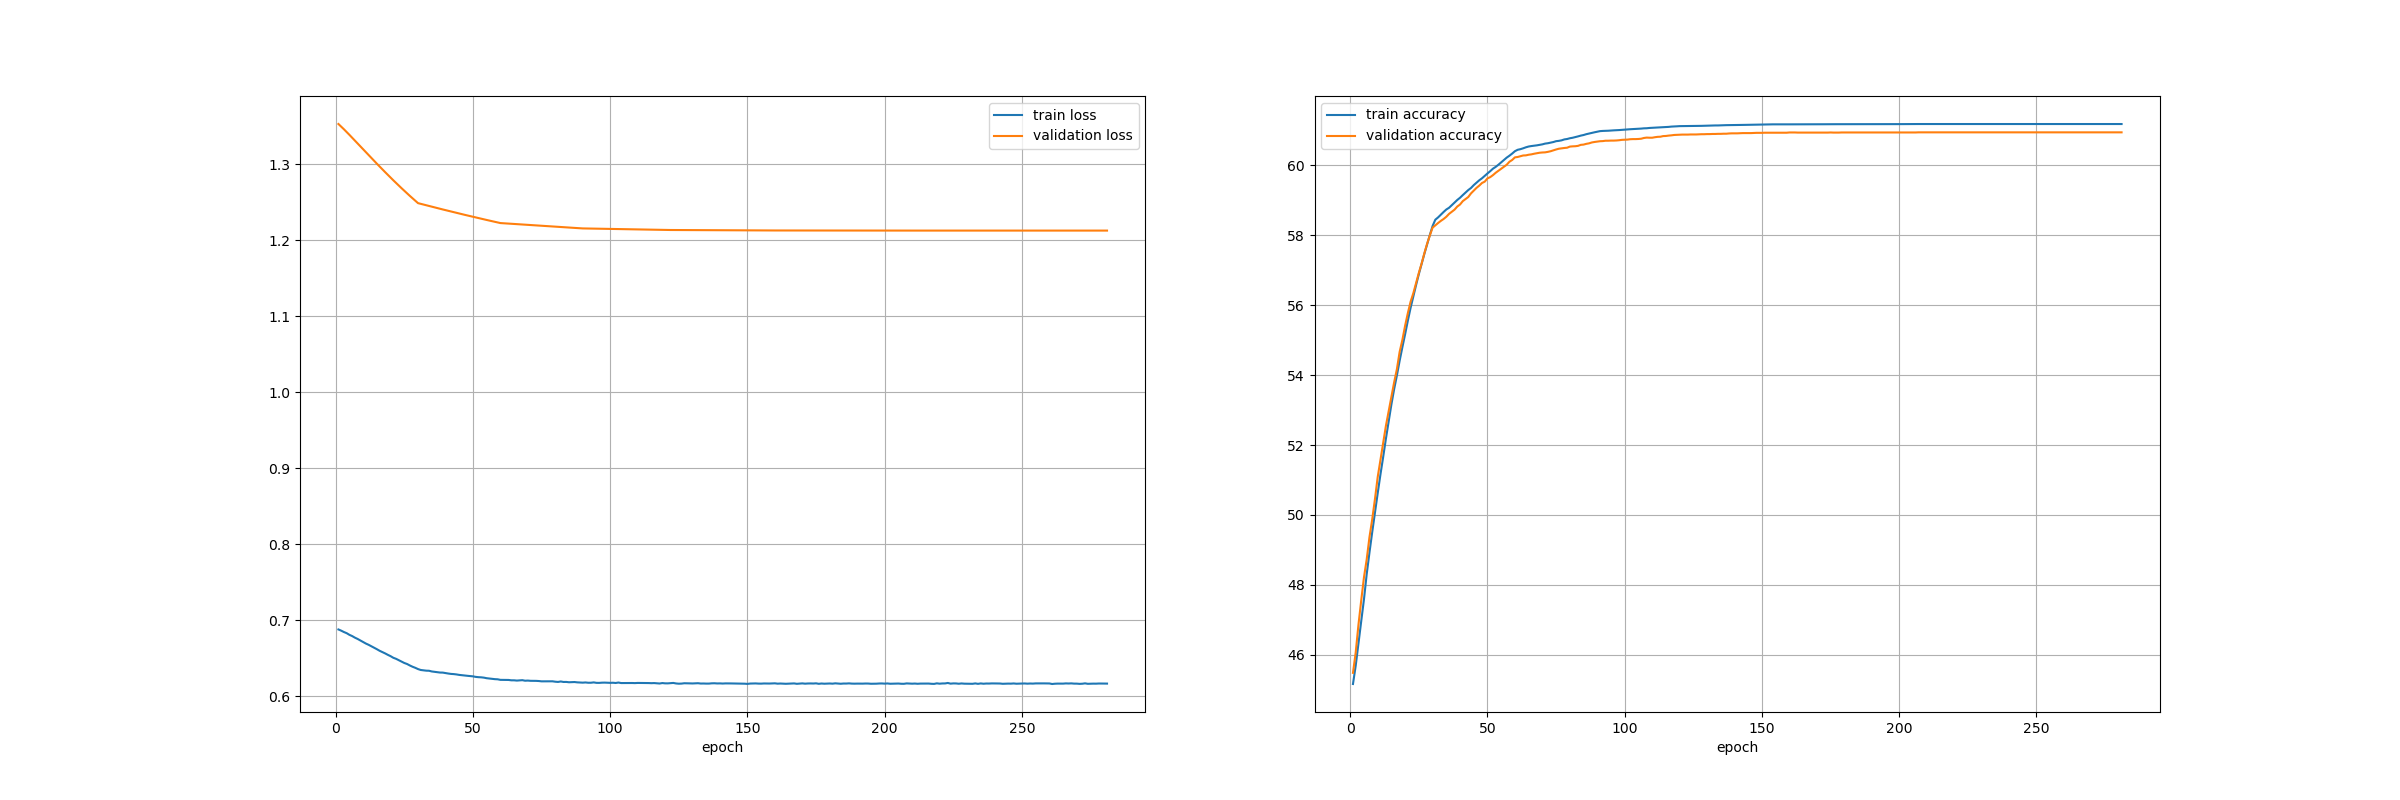 train loss
validation loss
1.3
1.2
1.1
1.0
0.9
0.8
0.7
0.6
0 50 100 150 200 250
epoch
train accuracy
validation accuracy
60
58
56
54
52
50
48
46
0 50 100 150 200 250
epoch